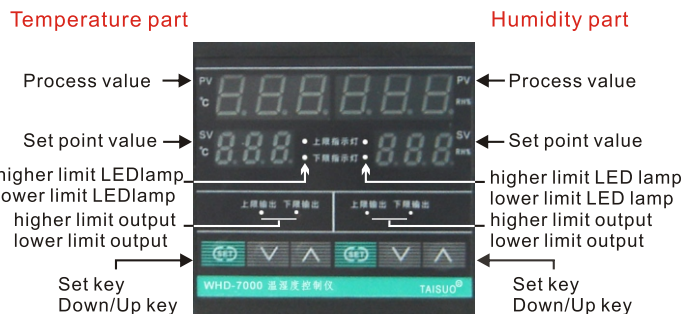 Temperature part
Humidity part
Process value
PV
PV
Process value
℃
RH%
Set point value
SV
上限指示灯
SV
Set point value
℃
下限指示灯
RH%
higher limit LEDlamp
lower limit LEDlamp
higher limit LED lamp
lower limit LED lamp
higher limit output
lower limit output
上限输出 下限输出
上限输出 下限输出
higher limit output
lower limit output
SET
SET
Set key
Down/Up key
WHD-7000 温湿度控制仪
TAISUO®
Set key
Down/Up key